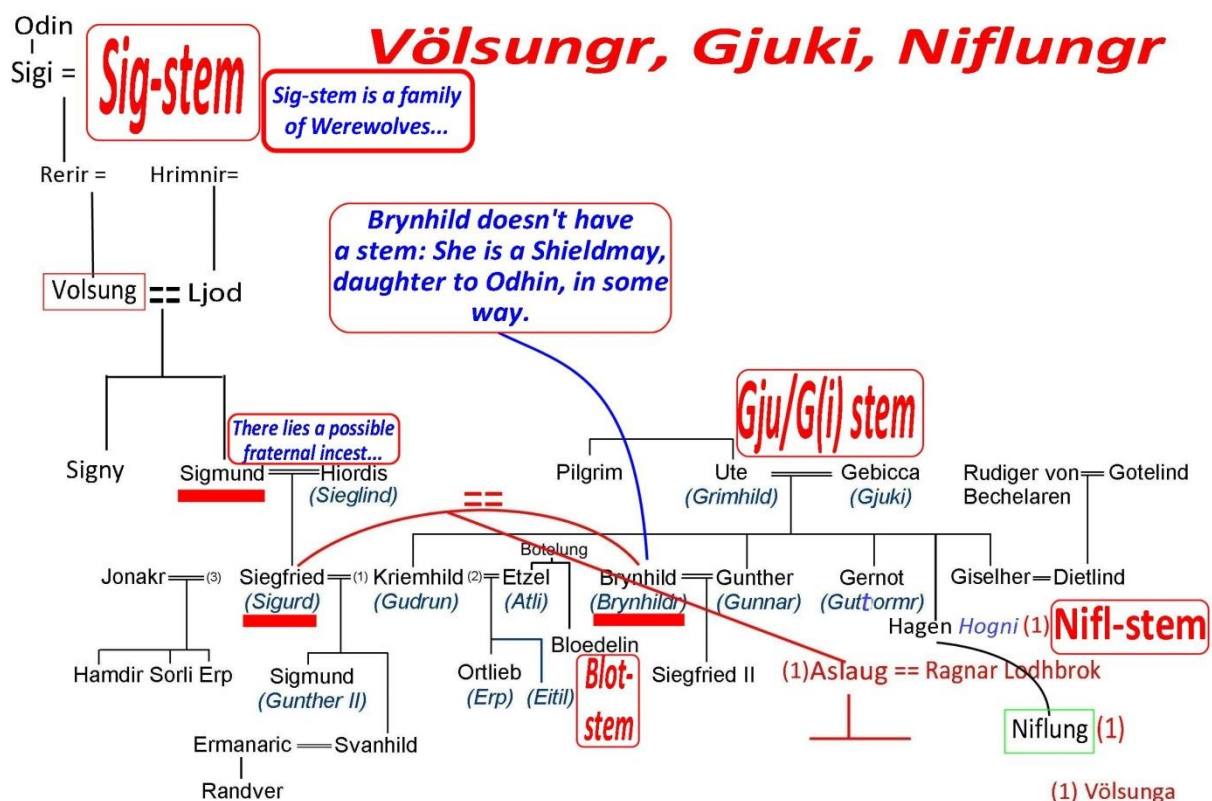 Odin
Sigi =
Sig-stem
Völsungr, Gjuki, Niflungr
Sig-stem is a family
of Werewolves...
Rerir =
Hrimnir=
Brynhild doesn't have
a stem: She is a Shieldmay,
daughter to Odhin, in some
way.
Volsung == Ljod
Gju/G(i) stem
There lies a possible
fraternal incest...
Signy
Sigmund
Hiordis
(Sieglind)
Pilgrim
Ute
(Grimhild)
Gebicca
(Gjuki)
Rudiger von
Bechelaren
Gotelind
==
Botelung
Jonakr
(3)
Siegfried
(Sigurd)
(1)
Kriemhild
(Gudrun)
(2)
Etzel
(Atli)
Brynhild
(Brynhildr)
Gunther
(Gunnar)
Gernot
(Guttormr)
Giselher
Dietlind
Hagen Hogni (1)
Nifl-stem
Bloedelin
Hamdir Sorli Erp
Sigmund
(Gunther II)
Ortlieb
(Erp) (Eitil)
Blot-
stem
Siegfried II
(1)Aslaug == Ragnar Lodhbrok
Niflung (1)
Ermanaric
Svanhild
Randver
(1) Völsunga